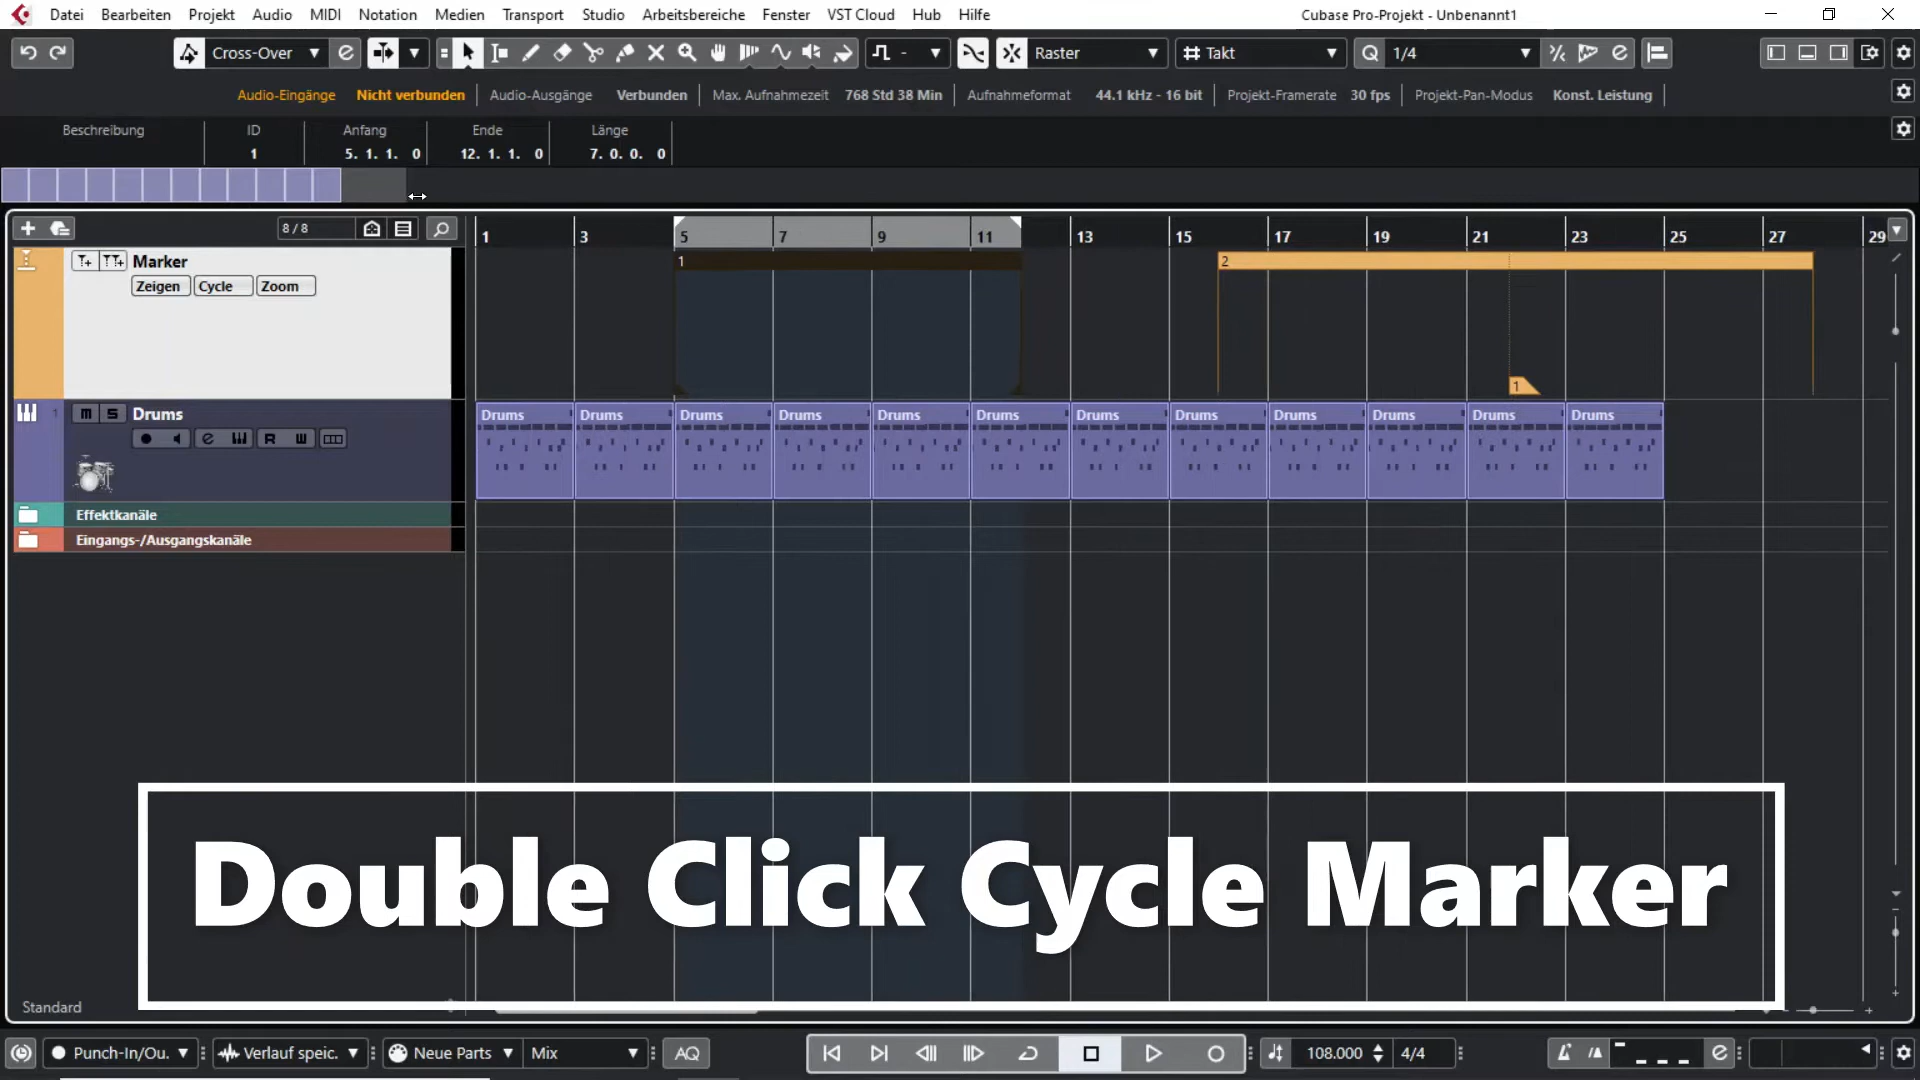 Datei Bearbeiten Projekt Audio MIDI Notation Medien Transport Studio Arbeitsbereiche Fenster VST Cloud Hub Hilfe Cubase Pro-Projekt - Unbenannt1
Cross-Over e Raster Takt Q 1/4 e
Audio-Eingänge Nicht verbunden Audio-Ausgänge Verbunden Max. Aufnahmezeit 768 Std 38 Min Aufnahmeformat 44.1 kHz - 16 bit Projekt-Framerate 30 fps Projekt-Pan-Modus Konst. Leistung
Beschreibung ID Anfang Ende Länge
1 5. 1. 1. 0 12. 1. 1. 0 7. 0. 0. 0
8 / 8 1 3 5 7 9 11 13 15 17 19 21 23 25 27 29
Marker 1 2
Zeigen Cycle Zoom
1
1 m S Drums Drums Drums Drums Drums Drums Drums Drums Drums Drums Drums Drums Drums
e R W
Effektkanäle
Eingangs-/Ausgangskanäle
Double Click Cycle Marker
Standard
Punch-In/Ou. Verlauf speic. Neue Parts Mix AQ 108.000 4/4 e